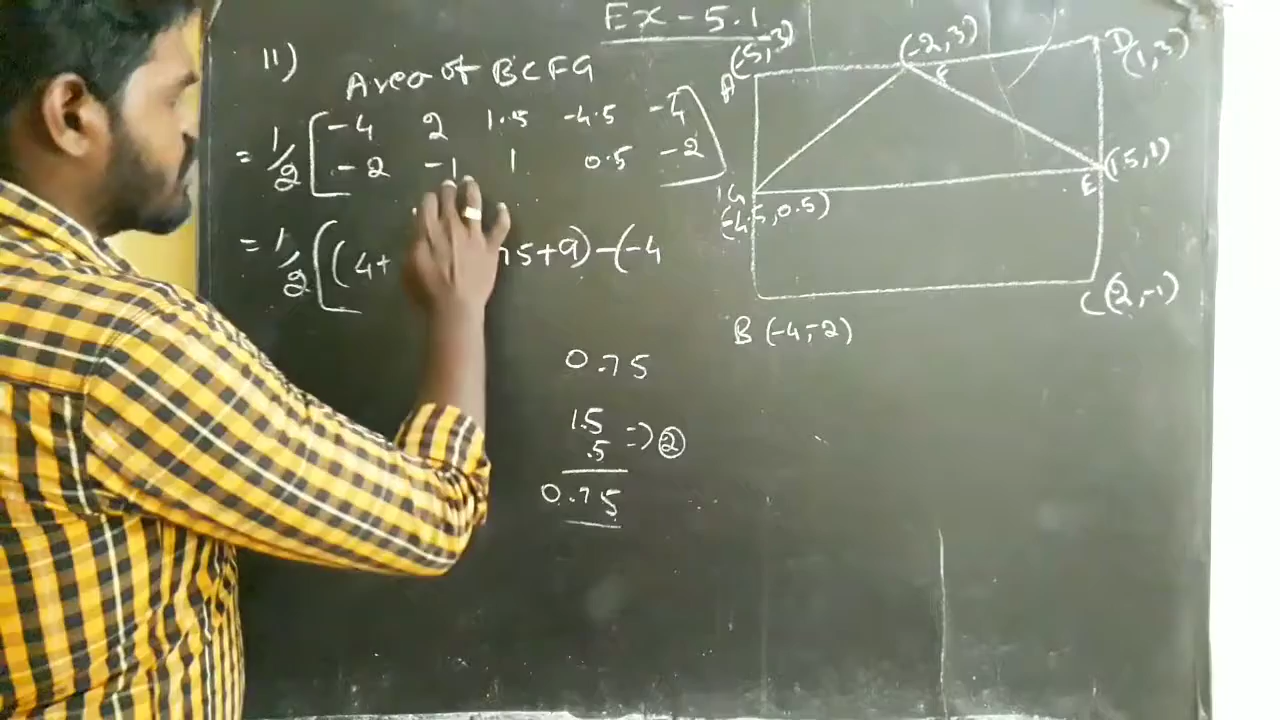 Ex-5.1
11)
Area of BCFG
= 1/2 [ -4 2 1.5 -4.5 -4
-2 -1 1 0.5 -2 ]
= 1/2 [ (4+ 75+9) -(-4
0.75
1.5
.5 => 2
0.75
A (-5,3)
(-2,3)
F
D (1,3)
E (1.5,1)
G
(-4.5,0.5)
B (-4,-2)
C (2,-1)